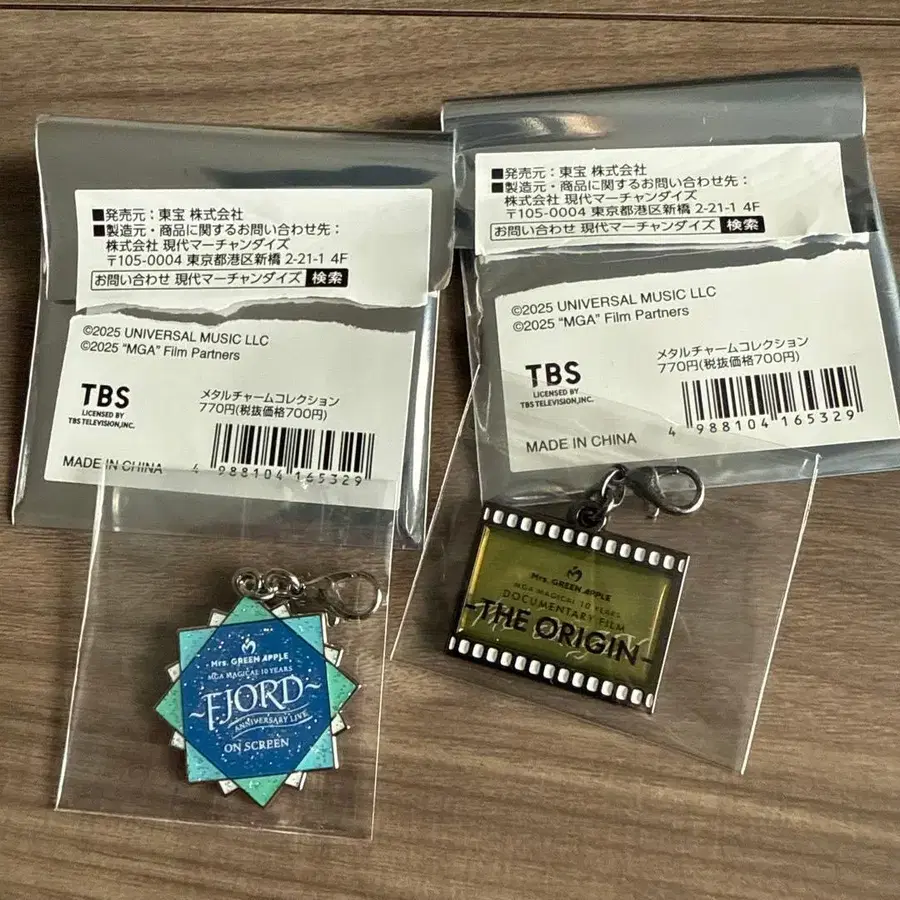 ■発売元：東宝 株式会社
■製造元・商品に関するお問い合わせ先：
株式会社 現代マーチャンダイズ
〒105-0004 東京都港区新橋 2-21-1 4F
お問い合わせ 現代マーチャンダイズ 検索
©2025 UNIVERSAL MUSIC LLC
©2025 "MGA" Film Partners
TBS
LICENSED BY
TBS TELEVISION,INC.
メタルチャームコレクション
770円(税抜価格700円)
MADE IN CHINA
4 988104 165329
■発売元：東宝 株式会社
■製造元・商品に関するお問い合わせ先：
株式会社 現代マーチャンダイズ
〒105-0004 東京都港区新橋 2-21-1 4F
お問い合わせ 現代マーチャンダイズ 検索
©2025 UNIVERSAL MUSIC LLC
©2025 "MGA" Film Partners
TBS
LICENSED BY
TBS TELEVISION,INC.
メタルチャームコレクション
770円(税抜価格700円)
MADE IN CHINA
4 988104 165329
Mrs. GREEN APPLE
MGA MAGICAL 10 YEARS
~FJORD~
ANNIVERSARY LIVE
ON SCREEN
Mrs. GREEN APPLE
MGA MAGICAL 10 YEARS
DOCUMENTARY FILM
-THE ORIGIN-